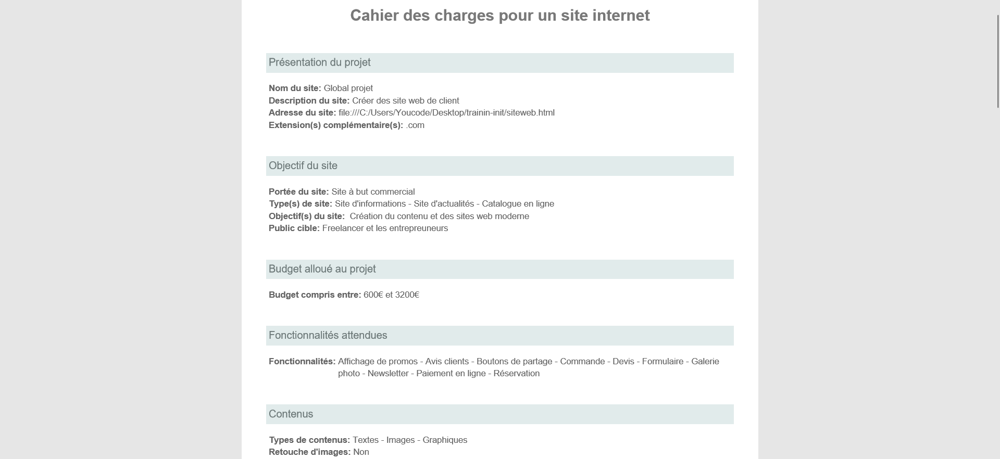 Cahier des charges pour un site internet
Présentation du projet
Nom du site: Global projet
Description du site: Créer des site web de client
Adresse du site: file:///C:/Users/Youcode/Desktop/trainin-init/siteweb.html
Extension(s) complémentaire(s): .com
Objectif du site
Portée du site: Site à but commercial
Type(s) de site: Site d'informations - Site d'actualités - Catalogue en ligne
Objectif(s) du site:  Création du contenu et des sites web moderne
Public cible: Freelancer et les entrepreuneurs
Budget alloué au projet
Budget compris entre: 600€ et 3200€
Fonctionnalités attendues
Fonctionnalités: Affichage de promos - Avis clients - Boutons de partage - Commande - Devis - Formulaire - Galerie
photo - Newsletter - Paiement en ligne - Réservation
Contenus
Types de contenus: Textes - Images - Graphiques
Retouche d'images: Non